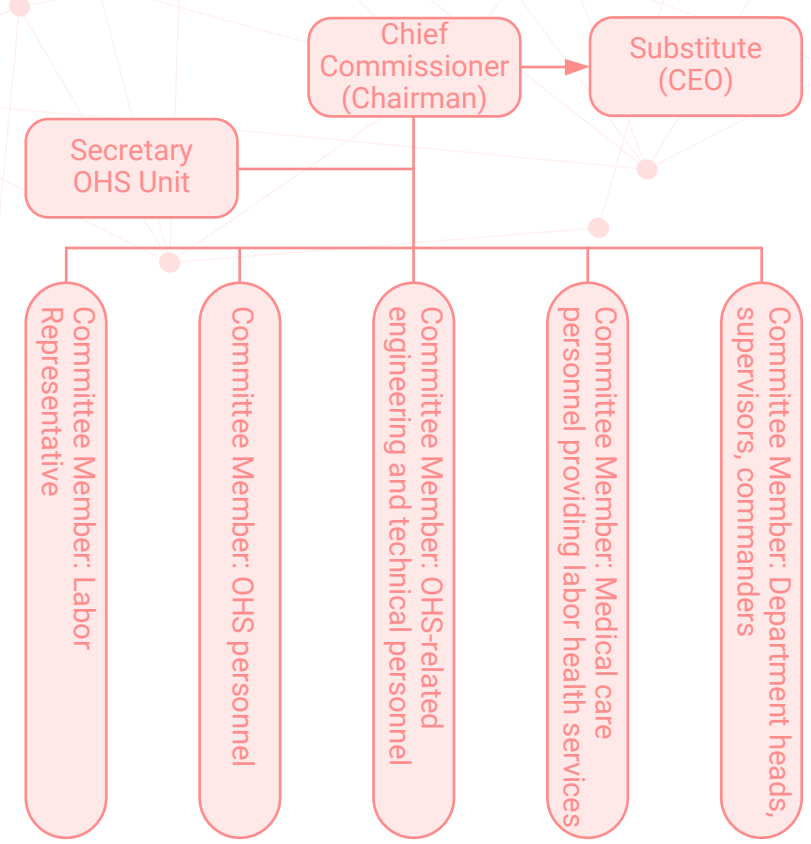 Chief
Commissioner
(Chairman)
Substitute
(CEO)
Secretary
OHS Unit
Committee Member: Labor
Representative
Committee Member: OHS personnel
Committee Member: OHS-related
engineering and technical personnel
Committee Member: Medical care
personnel providing labor health services
Committee Member: Department heads,
supervisors, commanders